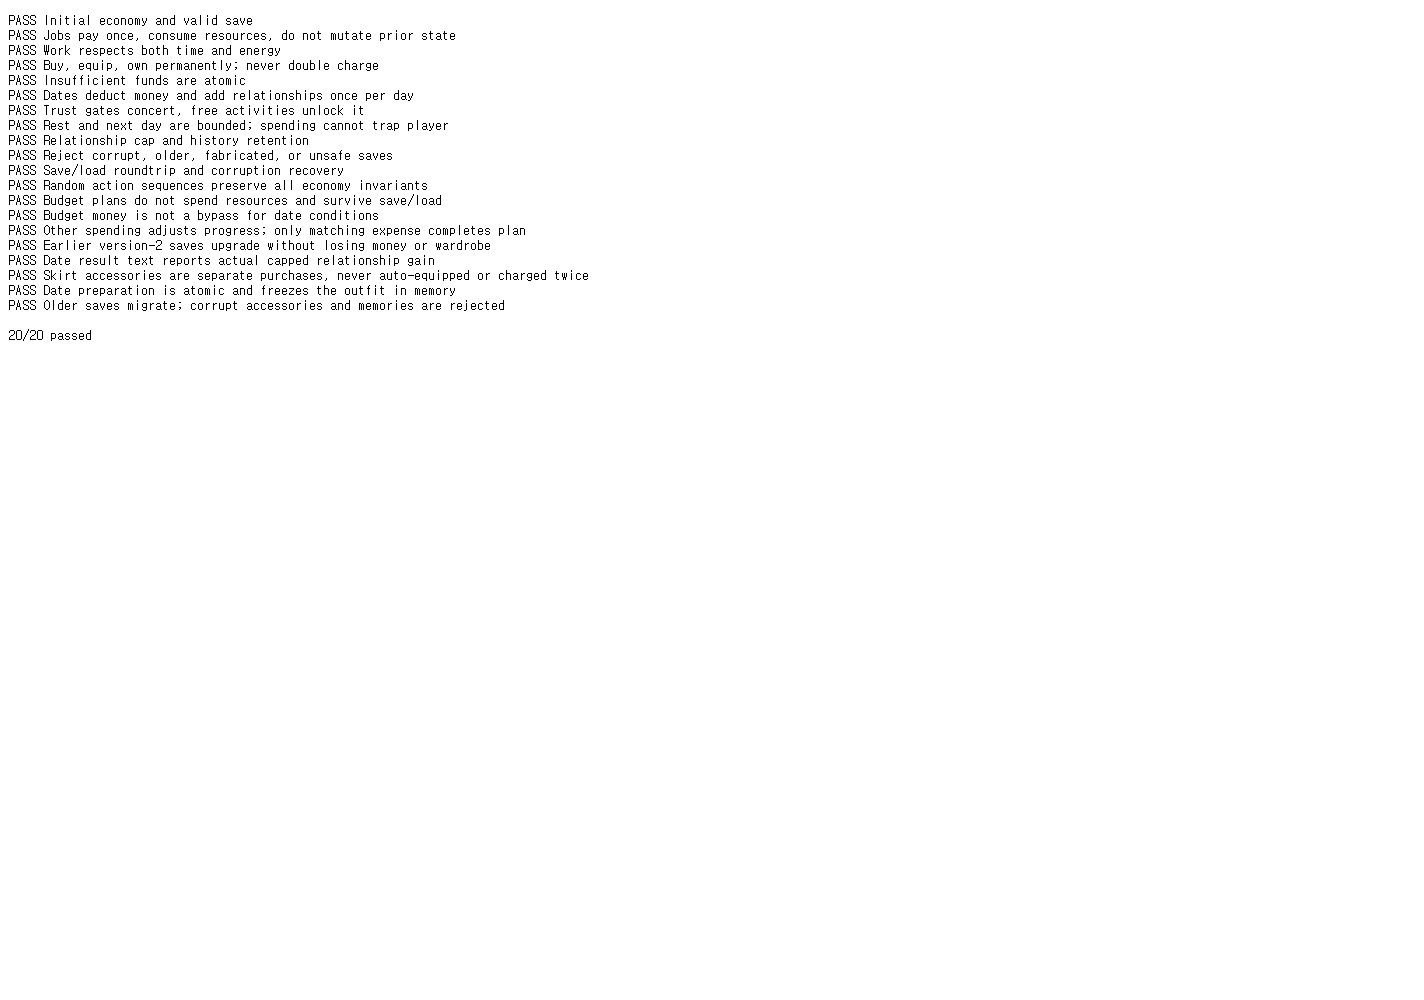 PASS Initial economy and valid save
PASS Jobs pay once, consume resources, do not mutate prior state
PASS Work respects both time and energy
PASS Buy, equip, own permanently; never double charge
PASS Insufficient funds are atomic
PASS Dates deduct money and add relationships once per day
PASS Trust gates concert, free activities unlock it
PASS Rest and next day are bounded; spending cannot trap player
PASS Relationship cap and history retention
PASS Reject corrupt, older, fabricated, or unsafe saves
PASS Save/load roundtrip and corruption recovery
PASS Random action sequences preserve all economy invariants
PASS Budget plans do not spend resources and survive save/load
PASS Budget money is not a bypass for date conditions
PASS Other spending adjusts progress; only matching expense completes plan
PASS Earlier version-2 saves upgrade without losing money or wardrobe
PASS Date result text reports actual capped relationship gain
PASS Skirt accessories are separate purchases, never auto-equipped or charged twice
PASS Date preparation is atomic and freezes the outfit in memory
PASS Older saves migrate; corrupt accessories and memories are rejected
20/20 passed